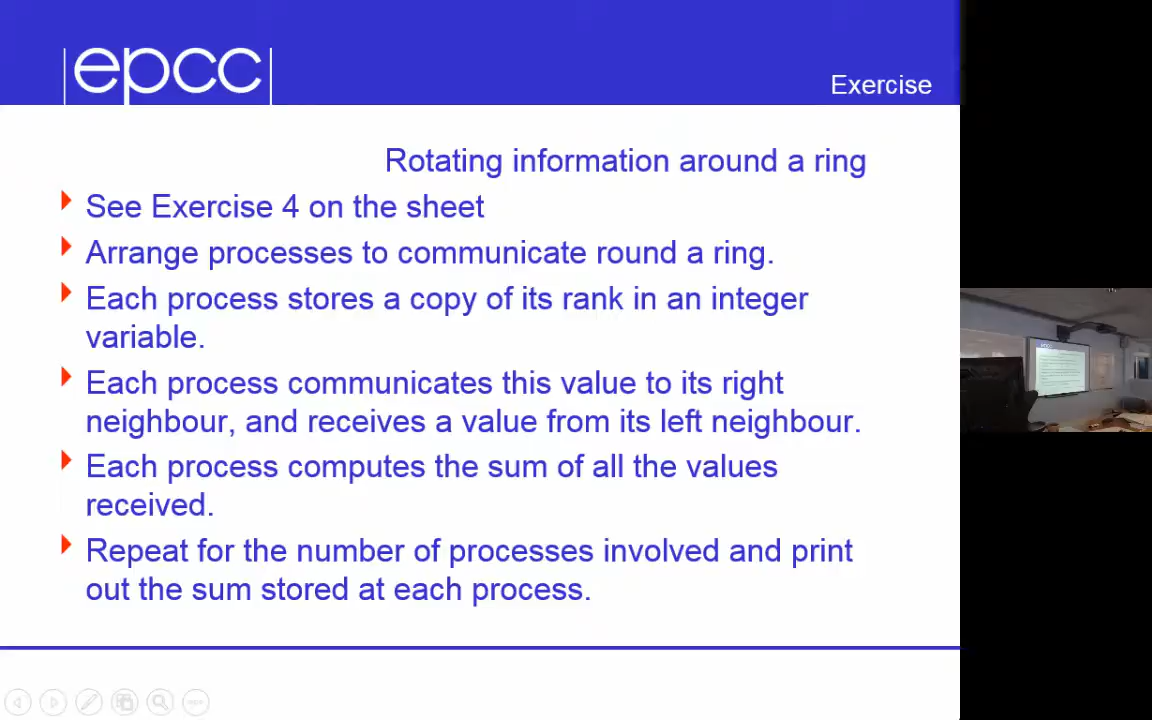 epcc
Exercise
Rotating information around a ring
See Exercise 4 on the sheet
Arrange processes to communicate round a ring.
Each process stores a copy of its rank in an integer
variable.
Each process communicates this value to its right
neighbour, and receives a value from its left neighbour.
Each process computes the sum of all the values
received.
Repeat for the number of processes involved and print
out the sum stored at each process.